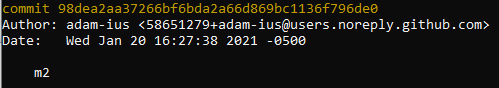 commit 98dea2aa37266bf6bda2a66d869bc1136f796de0
Author: adam-ius <58651279+adam-ius@users.noreply.github.com>
Date:   Wed Jan 20 16:27:38 2021 -0500
m2